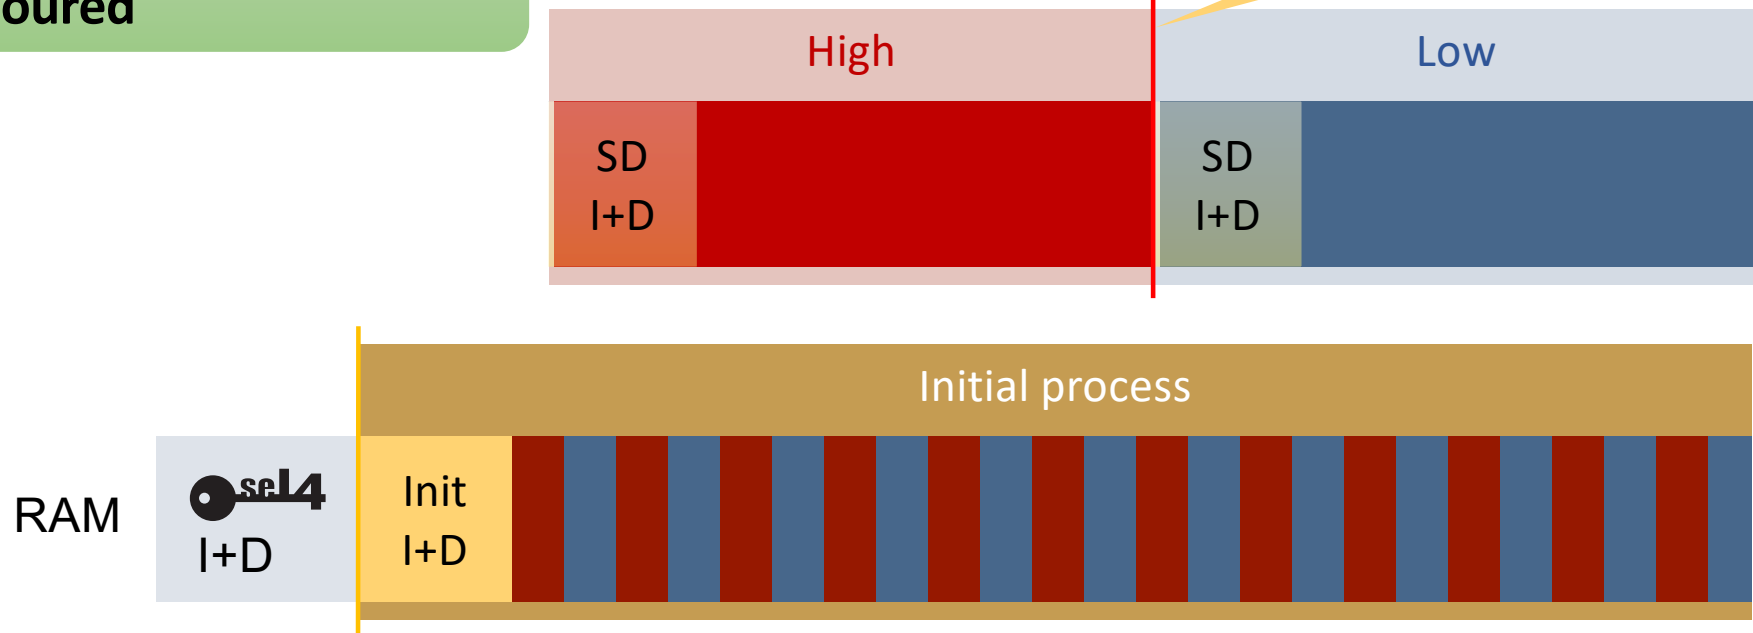 oured
High
Low
SD
I+D
SD
I+D
Initial process
RAM
seL4
I+D
Init
I+D